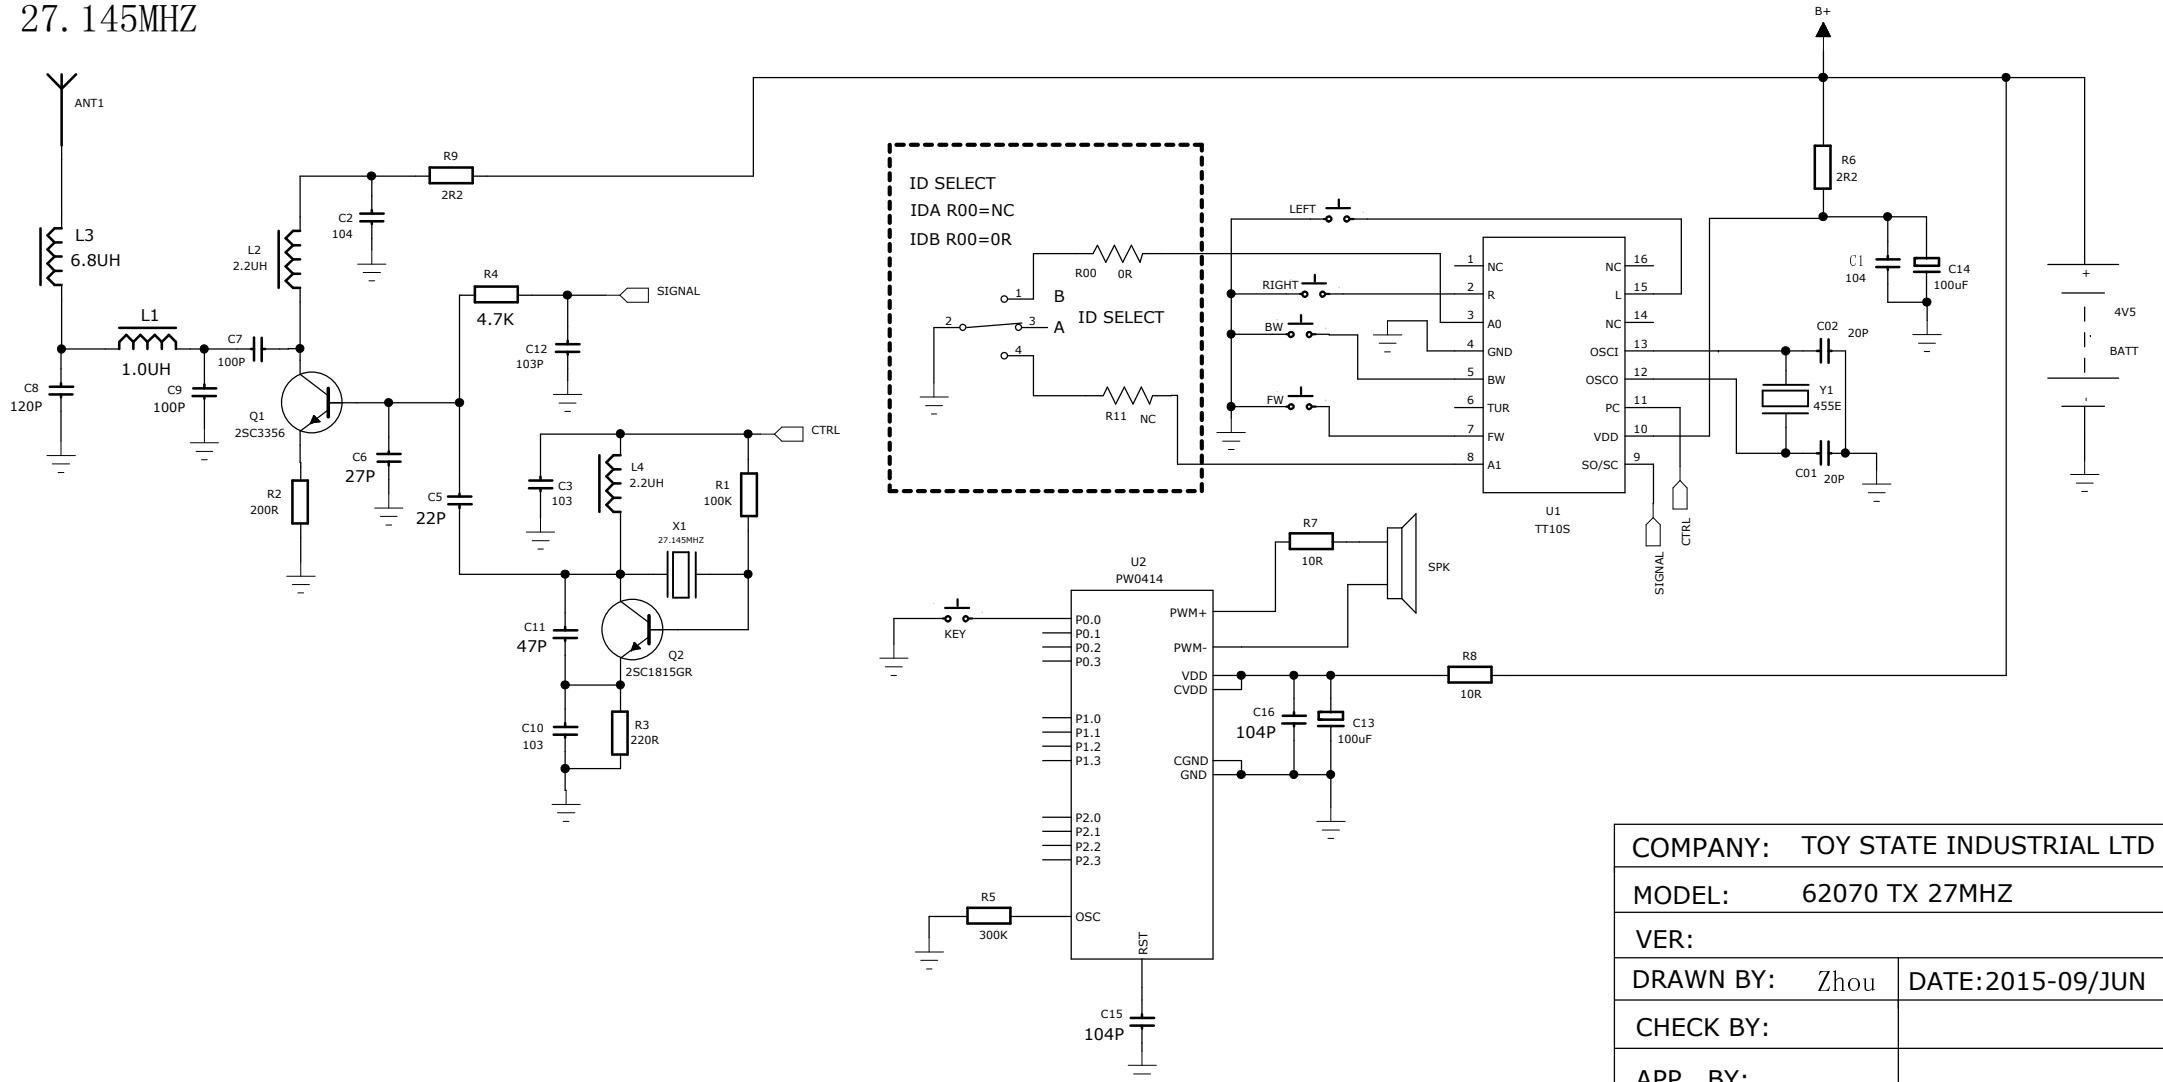 27.145MHZ
ANT1
L3
6.8UH
L1
1.0UH
C8
120P
C9
100P
C7
100P
L2
2.2UH
C2
104
R9
2R2
R4
4.7K
SIGNAL
C12
103P
Q1
2SC3356
R2
200R
C6
27P
C5
22P
C3
103
L4
2.2UH
R1
100K
CTRL
X1
27.145MHZ
C11
47P
Q2
2SC1815GR
C10
103
R3
220R
ID SELECT
IDA R00=NC
IDB R00=0R
R00 0R
1 B
2 3 A
ID SELECT
4
R11 NC
LEFT
RIGHT
BW
FW
1 NC
2 R
3 A0
4 GND
5 BW
6 TUR
7 FW
8 A1
NC 16
L 15
NC 14
OSCI 13
OSCO 12
PC 11
VDD 10
SO/SC 9
U1
TT10S
SIGNAL
CTRL
B+
R6
2R2
C1
104
C14
100uF
C02 20P
Y1
455E
C01 20P
+
4V5
BATT
U2
PW0414
KEY
P0.0
P0.1
P0.2
P0.3
P1.0
P1.1
P1.2
P1.3
P2.0
P2.1
P2.2
P2.3
OSC
RST
PWM+
PWM-
VDD
CVDD
CGND
GND
R7
10R
SPK
R8
10R
C16
104P
C13
100uF
R5
300K
C15
104P
COMPANY: TOY STATE INDUSTRIAL LTD
MODEL: 62070 TX 27MHZ
VER:
DRAWN BY: Zhou DATE:2015-09/JUN
CHECK BY:
APP. BY: